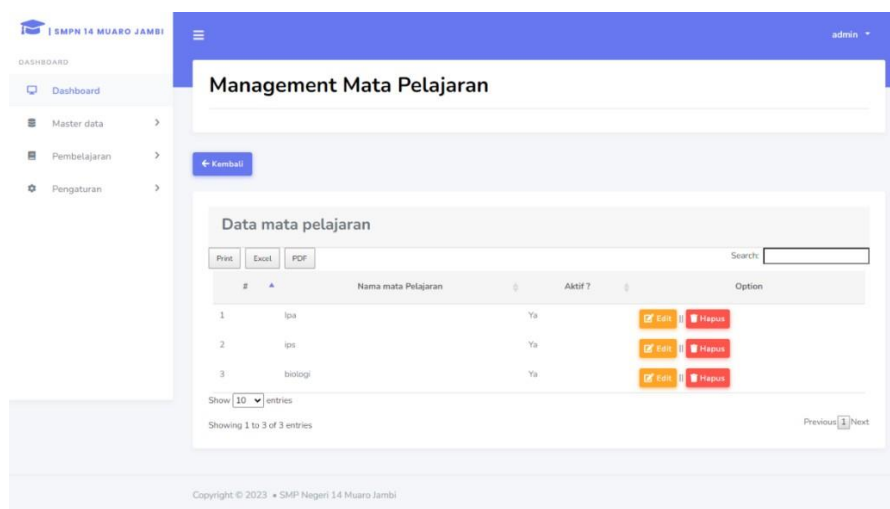 | SMPN 14 MUARO JAMBI
admin
DASHBOARD
Dashboard
Master data
Pembelajaran
Pengaturan
Management Mata Pelajaran
Kembali
Data mata pelajaran
Print Excel PDF Search:
# Nama mata Pelajaran Aktif ? Option
1 Ipa Ya Edit || Hapus
2 ips Ya Edit || Hapus
3 biologi Ya Edit || Hapus
Show 10 entries
Showing 1 to 3 of 3 entries Previous 1 Next
Copyright © 2023 • SMP Negeri 14 Muaro Jambi